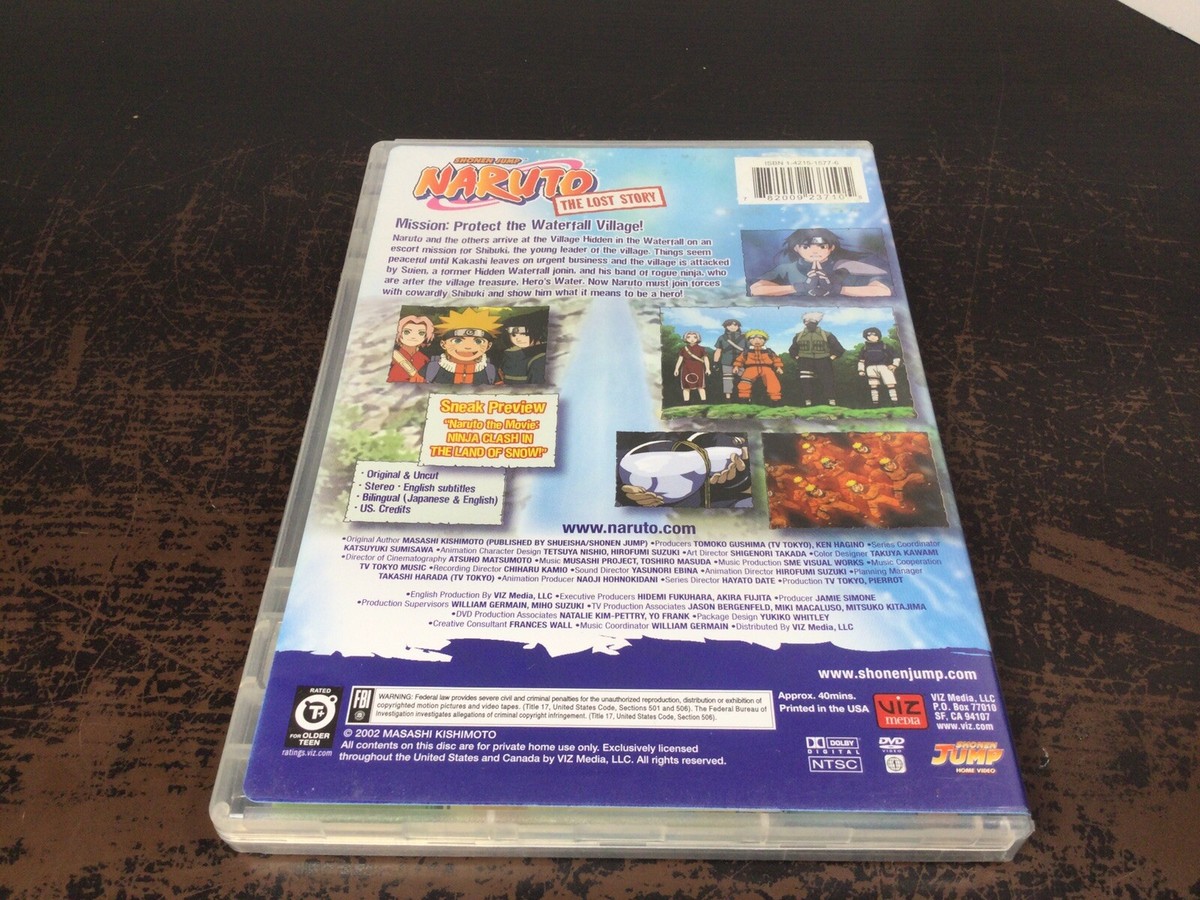 SHONEN JUMP
NARUTO
THE LOST STORY
ISBN 1-4215-1577-6
7 82009 23710 3
Mission: Protect the Waterfall Village!
Naruto and the others arrive at the Village Hidden in the Waterfall on an
escort mission for Shibuki, the young leader of the village. Things seem
peaceful until Kakashi leaves on urgent business and the village is attacked
by Suien, a former Hidden Waterfall jonin, and his band of rogue ninja, who
are after the village treasure, Hero's Water. Now Naruto must join forces
with cowardly Shibuki and show him what it means to be a hero!
Sneak Preview
"Naruto the Movie:
NINJA CLASH IN
THE LAND OF SNOW!"
· Original & Uncut
· Stereo · English subtitles
· Bilingual (Japanese & English)
· US. Credits
www.naruto.com
•Original Author MASASHI KISHIMOTO (PUBLISHED BY SHUEISHA/SHONEN JUMP) •Producers TOMOKO GUSHIMA (TV TOKYO), KEN HAGINO •Series Coordinator
KATSUYUKI SUMISAWA •Animation Character Design TETSUYA NISHIO, HIROFUMI SUZUKI •Art Director SHIGENORI TAKADA •Color Designer TAKUYA KAWAMI
•Director of Cinematography ATSUHO MATSUMOTO •Music MUSASHI PROJECT, TOSHIRO MASUDA •Music Production SME VISUAL WORKS •Music Cooperation
TV TOKYO MUSIC •Recording Director CHIHARU KAMIO •Sound Director YASUNORI EBINA •Animation Director HIROFUMI SUZUKI •Planning Manager
TAKASHI HARADA (TV TOKYO) •Animation Producer NAOJI HOHNOKIDANI •Series Director HAYATO DATE •Production TV TOKYO, PIERROT
•English Production By VIZ Media, LLC •Executive Producers HIDEMI FUKUHARA, AKIRA FUJITA •Producer JAMIE SIMONE
•Production Supervisors WILLIAM GERMAIN, MIHO SUZUKI •TV Production Associates JASON BERGENFELD, MIKI MACALUSO, MITSUKO KITAJIMA
•DVD Production Associates NATALIE KIM-PETTRY, YO FRANK •Package Design YUKIKO WHITLEY
•Creative Consultant FRANCES WALL •Music Coordinator WILLIAM GERMAIN •Distributed By VIZ Media, LLC
www.shonenjump.com
RATED
T+
FOR OLDER
TEEN
ratings.viz.com
FBI
WARNING: Federal law provides severe civil and criminal penalties for the unauthorized reproduction, distribution or exhibition of
copyrighted motion pictures and video tapes. (Title 17, United States Code, Sections 501 and 506). The Federal Bureau of
Investigation investigates allegations of criminal copyright infringement. (Title 17, United States Code, Section 506).
© 2002 MASASHI KISHIMOTO
All contents on this disc are for private home use only. Exclusively licensed
throughout the United States and Canada by VIZ Media, LLC. All rights reserved.
Approx. 40mins.
Printed in the USA
VIZ
media
VIZ Media, LLC
P.O. Box 77010
SF, CA 94107
www.viz.com
DOLBY
DIGITAL
NTSC
DVD
VIDEO
SHONEN
JUMP
HOME VIDEO